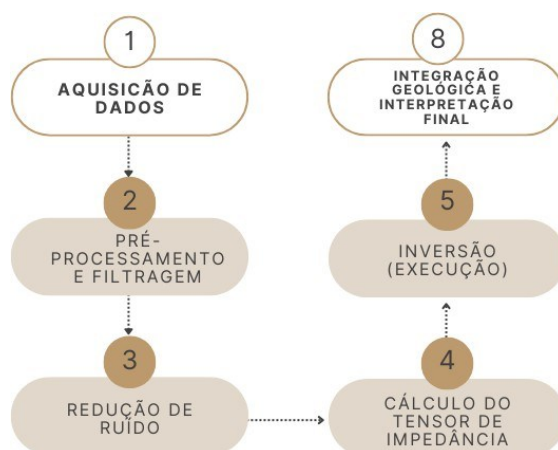 1
AQUISICÃO DE
DADOS
2
PRÉ-
PROCESSAMENTO
E FILTRAGEM
3
REDUÇÃO DE
RUÍDO
4
CÁLCULO DO
TENSOR DE
IMPEDÂNCIA
5
INVERSÃO
(EXECUÇÃO)
8
INTEGRAÇÃO
GEOLÓGICA E
INTERPRETAÇÃO
FINAL